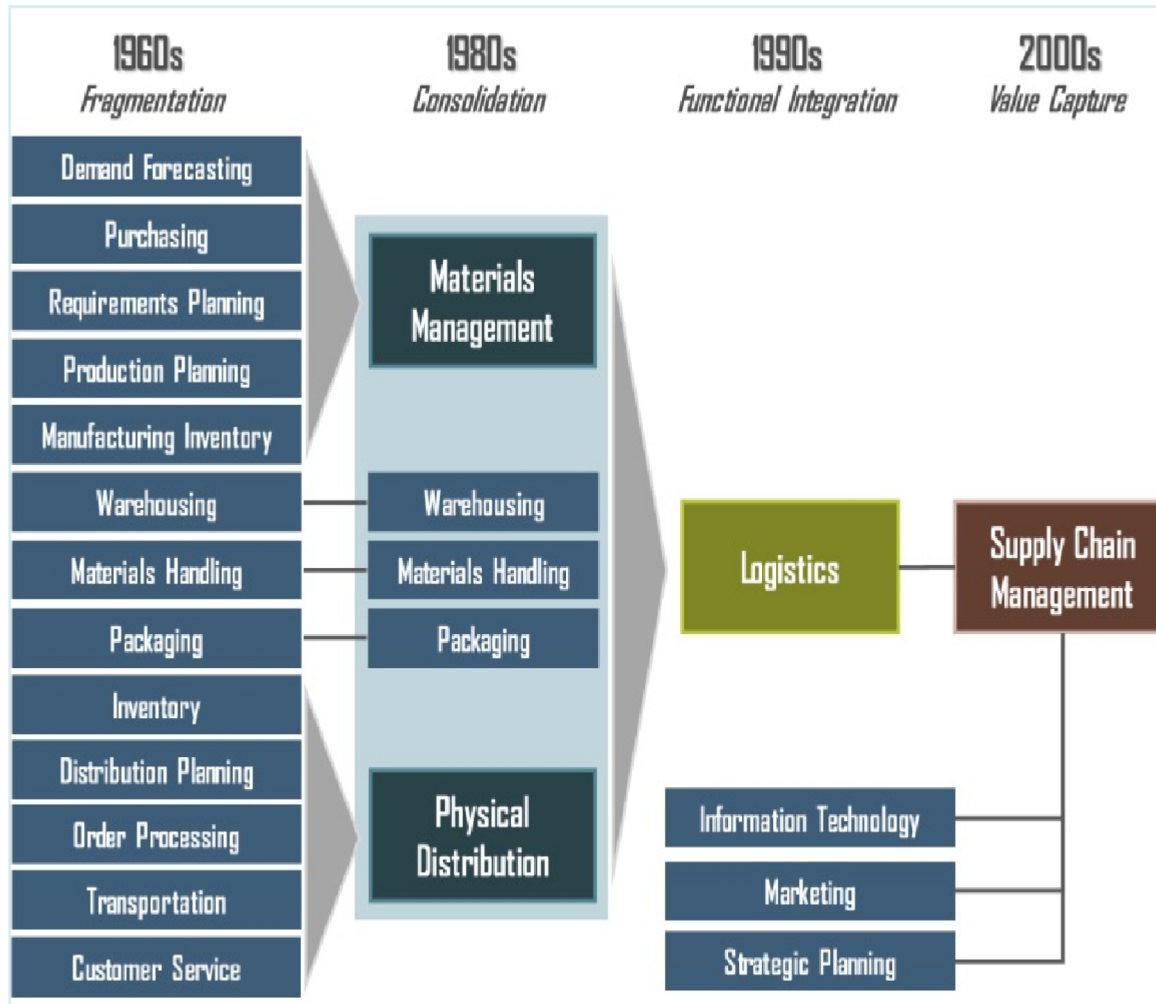 1960s
Fragmentation
1980s
Consolidation
1990s
Functional Integration
2000s
Value Capture
Demand Forecasting
Purchasing
Requirements Planning
Production Planning
Manufacturing Inventory
Warehousing
Materials Handling
Packaging
Inventory
Distribution Planning
Order Processing
Transportation
Customer Service
Materials
Management
Warehousing
Materials Handling
Packaging
Physical
Distribution
Logistics
Information Technology
Marketing
Strategic Planning
Supply Chain
Management